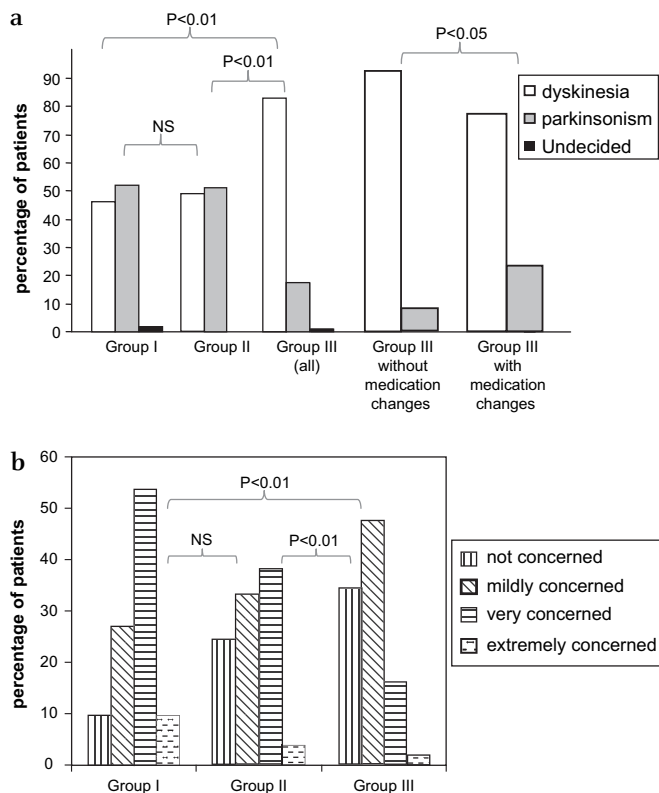 a
P<0.01
P<0.01
P<0.05
NS
percentage of patients
90
80
70
60
50
40
30
20
10
0
dyskinesia
parkinsonism
Undecided
Group I
Group II
Group III
(all)
Group III
without
medication
changes
Group III
with
medication
changes
b
percentage of patients
60
50
40
30
20
10
0
P<0.01
NS
P<0.01
not concerned
mildly concerned
very concerned
extremely concerned
Group I
Group II
Group III